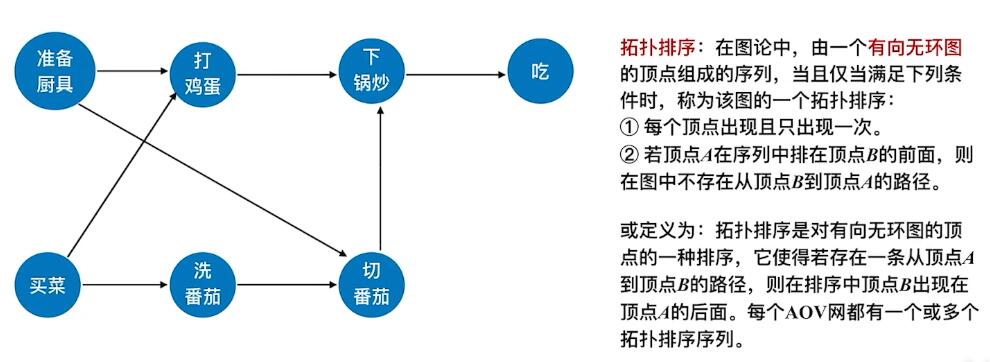 准备
厨具
打
鸡蛋
下
锅炒
吃
买菜
洗
番茄
切
番茄
拓扑排序：在图论中，由一个有向无环图
的顶点组成的序列，当且仅当满足下列条
件时，称为该图的一个拓扑排序：
① 每个顶点出现且只出现一次。
② 若顶点A在序列中排在顶点B的前面，则
在图中不存在从顶点B到顶点A的路径。
或定义为：拓扑排序是对有向无环图的顶
点的一种排序，它使得若存在一条从顶点A
到顶点B的路径，则在排序中顶点B出现在
顶点A的后面。每个AOV网都有一个或多个
拓扑排序序列。